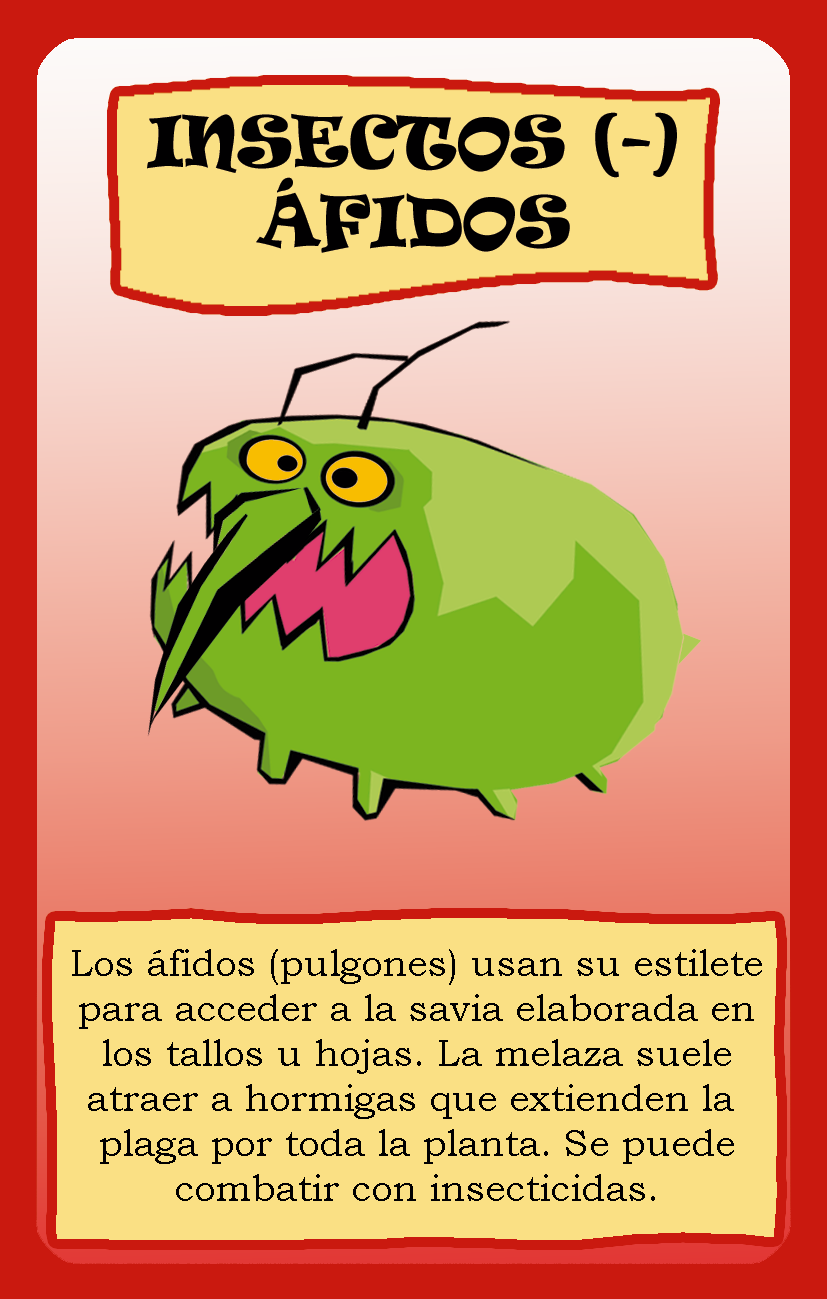 INSECTOS (-)
ÁFIDOS
Los áfidos (pulgones) usan su estilete
para acceder a la savia elaborada en
los tallos u hojas. La melaza suele
atraer a hormigas que extienden la
plaga por toda la planta. Se puede
combatir con insecticidas.